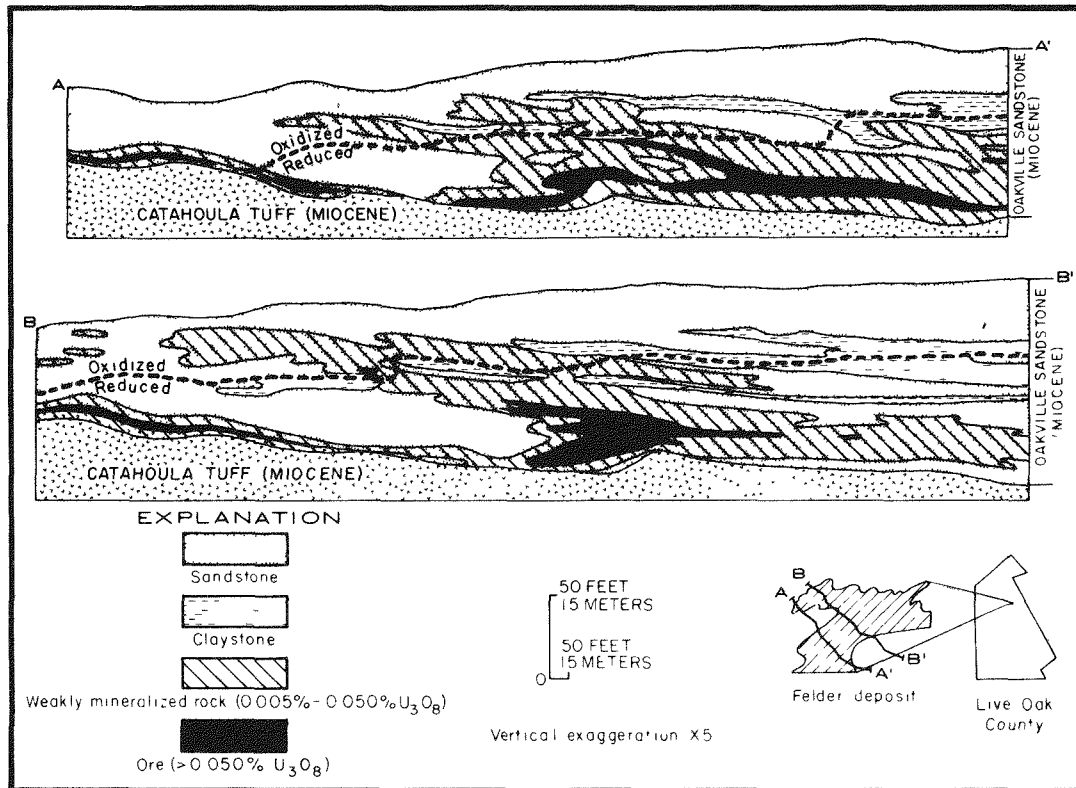 A
A'
Oxidized
Reduced
CATAHOULA TUFF (MIOCENE)
OAKVILLE SANDSTONE
(MIOCENE)
B
B'
Oxidized
Reduced
CATAHOULA TUFF (MIOCENE)
OAKVILLE SANDSTONE
(MIOCENE)
EXPLANATION
Sandstone
Claystone
Weakly mineralized rock (0 005%-0 050% U3O8)
Ore (>0 050% U3O8)
50 FEET
15 METERS
50 FEET
15 METERS
0
Vertical exaggeration X5
B
A
B'
A'
Felder deposit
Live Oak
County